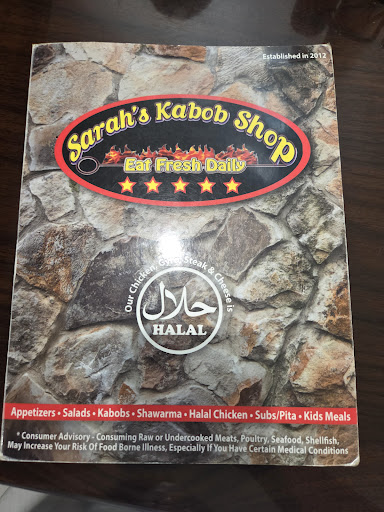 Established in 2012
Sarah's Kabob Shop
Eat Fresh Daily
Our Chicken, Gyro, Steak & Cheese is
حلال
HALAL
Appetizers • Salads • Kabobs • Shawarma • Halal Chicken • Subs/Pita • Kids Meals
* Consumer Advisory - Consuming Raw or Undercooked Meats, Poultry, Seafood, Shellfish,
May Increase Your Risk Of Food Borne Illness, Especially If You Have Certain Medical Conditions